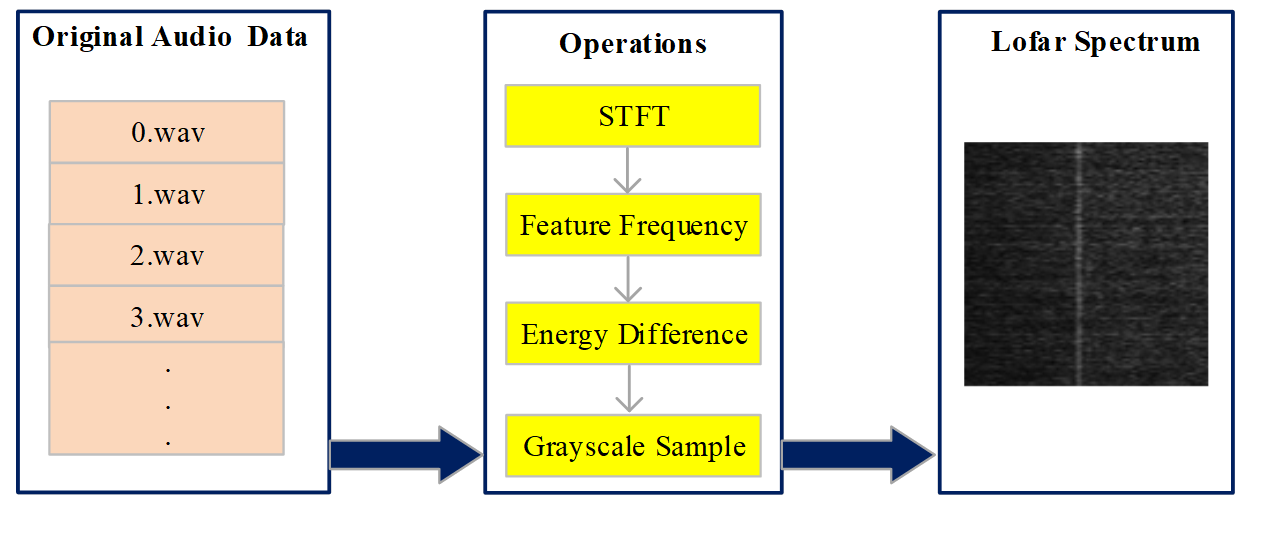 Original Audio Data
0.wav
1.wav
2.wav
3.wav
.
.
.
Operations
STFT
Feature Frequency
Energy Difference
Grayscale Sample
Lofar Spectrum